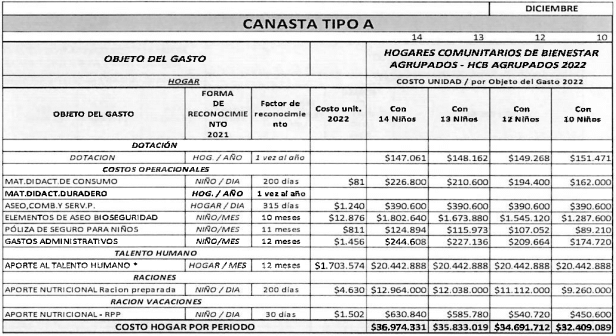 DICIEMBRE
CANASTA TIPO A
14 13 12 10
OBJETO DEL GASTO
HOGARES COMUNITARIOS DE BIENESTAR
AGRUPADOS - HCB AGRUPADOS 2022
HOGAR
COSTO UNIDAD / por Objeto del Gasto 2022
OBJETO DEL GASTO
FORMA
DE
RECONOCIMIE
NTO
2021
Factor de
reconocimie
nto
Costo unit.
2022
Con
14 Niños
Con
13 Niños
Con
12 Niños
Con
10 Niños
DOTACIÓN
DOTACION HOG. / AÑO 1 vez al año $147.061 $148.162 $149.268 $151.471
COSTOS OPERACIONALES
MAT.DIDACT.DE CONSUMO NIÑO / DIA 200 días $81 $226.800 $210.600 $194.400 $162.000
MAT.DIDACT.DURADERO HOG. / AÑO 1 vez al año
ASEO,COMB.Y SERV.P. HOGAR / DIA 315 días $1.240 $390.600 $390.600 $390.600 $390.600
ELEMENTOS DE ASEO BIOSEGURIDAD NIÑO/MES 10 meses $12.876 $1.802.640 $1.673.880 $1.545.120 $1.287.600
PÓLIZA DE SEGURO PARA NIÑOS NIÑO/MES 11 meses $811 $124.894 $115.973 $107.052 $89.210
GASTOS ADMINISTRATIVOS NIÑO/MES 12 meses $1.456 $244.608 $227.136 $209.664 $174.720
TALENTO HUMANO
APORTE AL TALENTO HUMANO * HOGAR / MES 12 meses $1.703.574 $20.442.888 $20.442.888 $20.442.888 $20.442.888
RACIONES
APORTE NUTRICIONAL Racion preparada NIÑO / DIA 200 días $4.630 $12.964.000 $12.038.000 $11.112.000 $9.260.000
RACION VACACIONES
APORTE NUTRICIONAL - RPP NIÑO / DIA 30 días $1.502 $630.840 $585.780 $540.720 $450.600
COSTO HOGAR POR PERIODO $36.974.331 $35.833.019 $34.691.712 $32.409.089